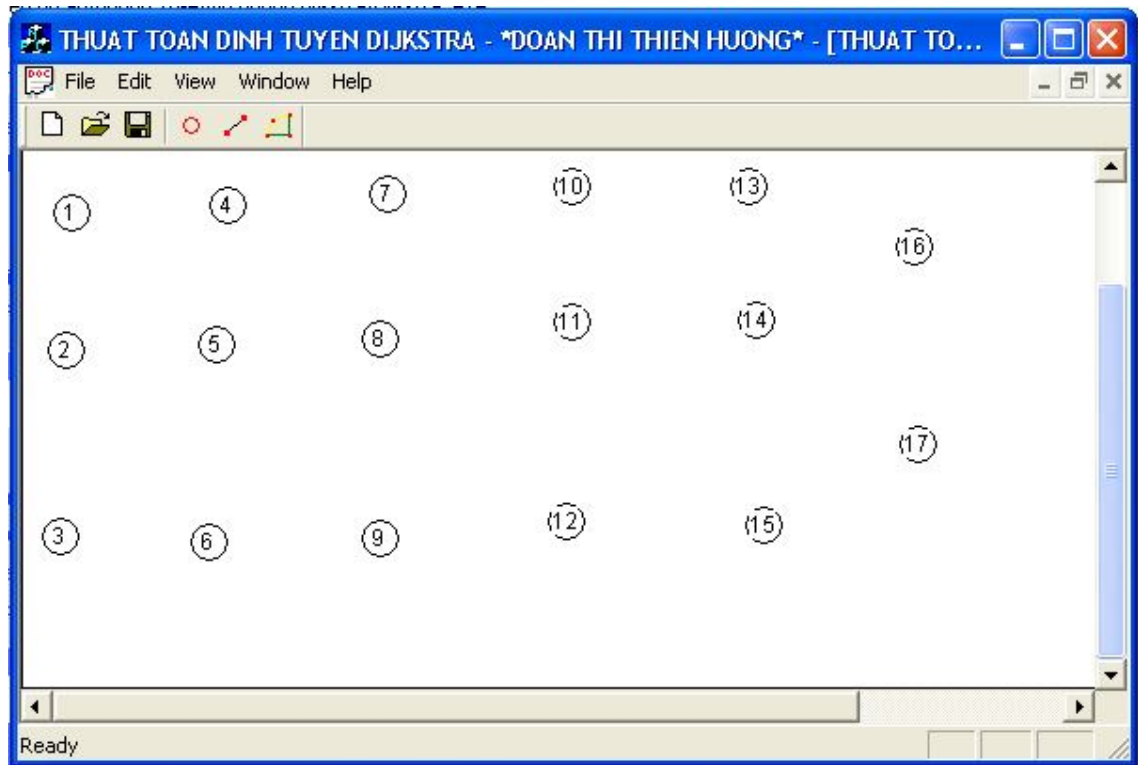 THUAT TOAN DINH TUYEN DIJKSTRA - *DOAN THI THIEN HUONG* - [THUAT TO...
DOC File Edit View Window Help
1 4 7 10 13
16
2 5 8 11 14
17
3 6 9 12 15
Ready